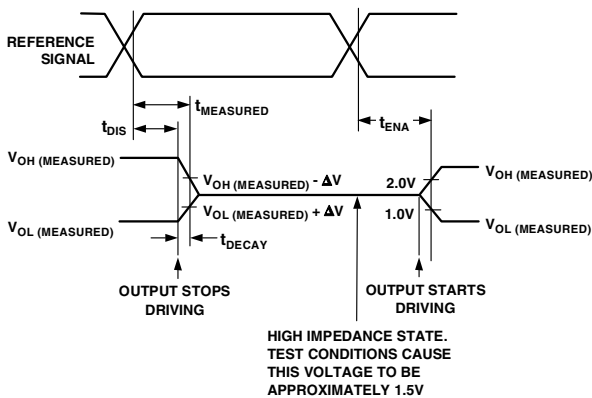 REFERENCE
SIGNAL
tMEASURED
tDIS
tENA
VOH (MEASURED)
VOH (MEASURED) - ΔV
2.0V
VOH (MEASURED)
VOL (MEASURED)
VOL (MEASURED) + ΔV
1.0V
VOL (MEASURED)
tDECAY
OUTPUT STOPS
DRIVING
OUTPUT STARTS
DRIVING
HIGH IMPEDANCE STATE.
TEST CONDITIONS CAUSE
THIS VOLTAGE TO BE
APPROXIMATELY 1.5V